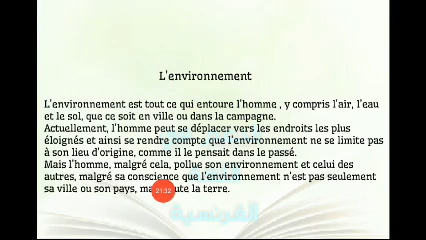 L'environnement
L'environnement est tout ce qui entoure l'homme , y compris l'air, l'eau
et le sol, que ce soit en ville ou dans la campagne.
Actuellement, l'homme peut se déplacer vers les endroits les plus
éloignés et ainsi se rendre compte que l'environnement ne se limite pas
à son lieu d'origine, comme il le pensait dans le passé.
Mais l'homme, malgré cela, pollue son environnement et celui des
autres, malgré sa conscience que l'environnement n'est pas seulement
sa ville ou son pays, ma ute la terre.
21:32
الفرنسية